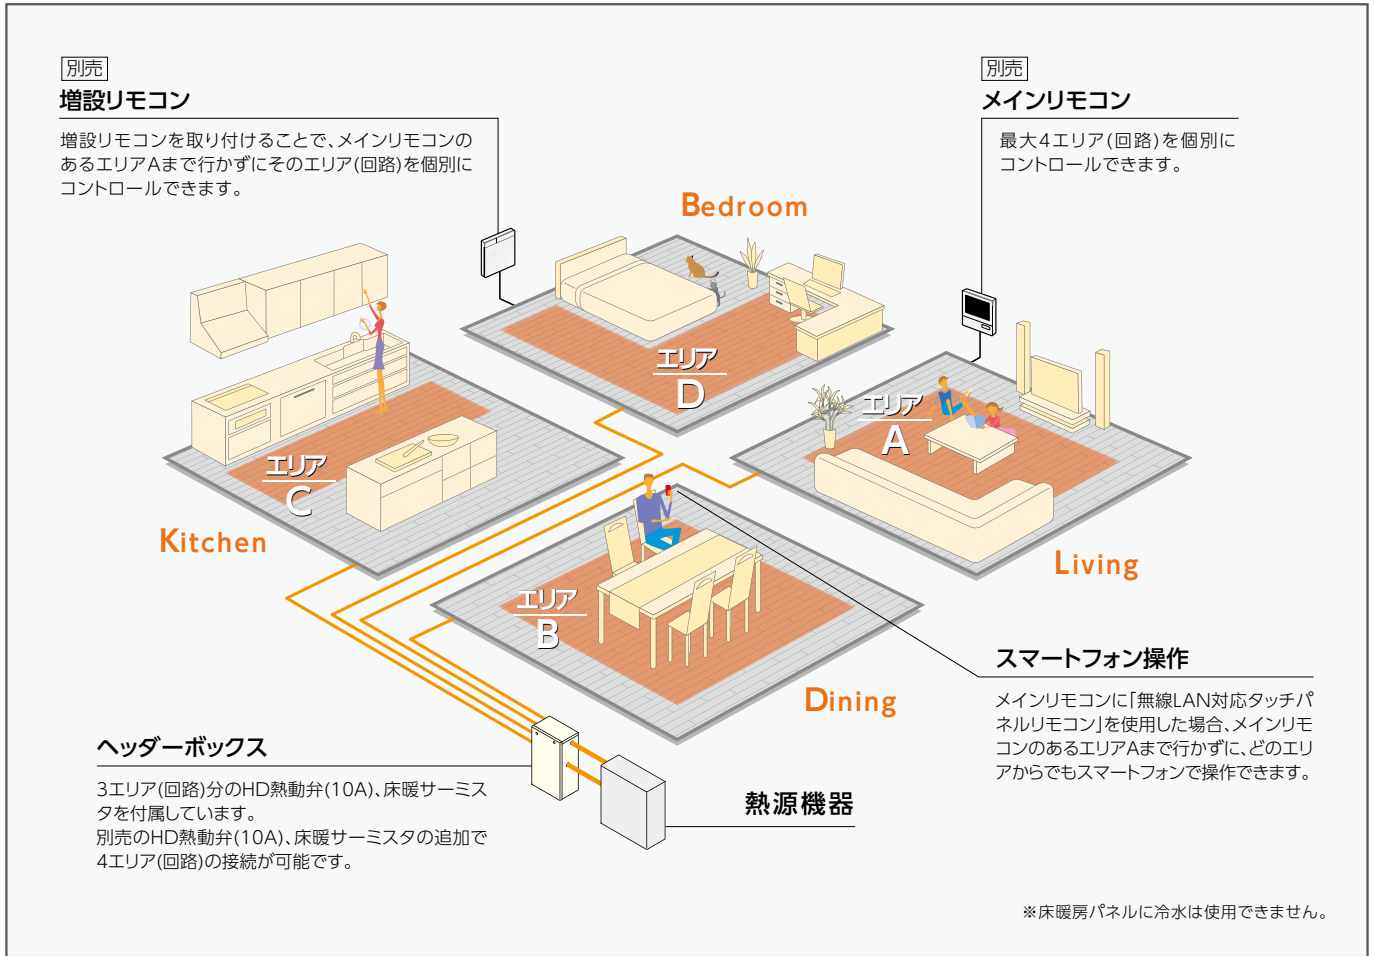 別売
増設リモコン
増設リモコンを取り付けることで、メインリモコンの
あるエリアAまで行かずにそのエリア(回路)を個別に
コントロールできます。
別売
メインリモコン
最大4エリア(回路)を個別に
コントロールできます。
Bedroom
エリア
D
エリア
A
エリア
C
Kitchen
Living
エリア
B
Dining
スマートフォン操作
メインリモコンに「無線LAN対応タッチパ
ネルリモコン」を使用した場合、メインリモ
コンのあるエリアAまで行かずに、どのエリ
アからでもスマートフォンで操作できます。
ヘッダーボックス
3エリア(回路)分のHD熱動弁(10A)、床暖サーミス
タを付属しています。
別売のHD熱動弁(10A)、床暖サーミスタの追加で
4エリア(回路)の接続が可能です。
熱源機器
※床暖房パネルに冷水は使用できません。